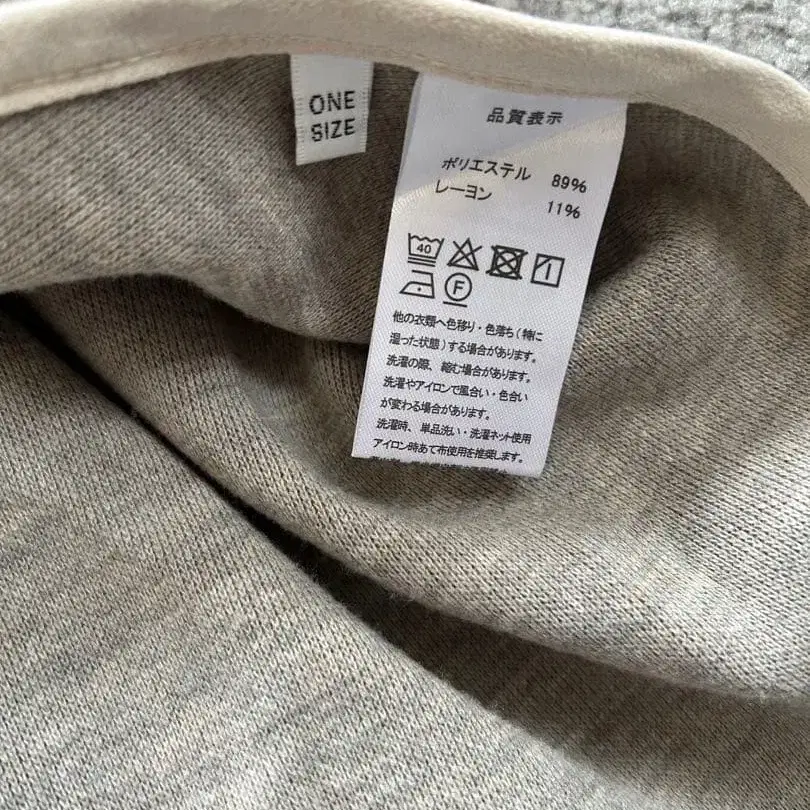 ONE
SIZE
品質表示
ポリエステル 89%
レーヨン 11%
40
F
他の衣類へ色移り・色落ち(特に
湿った状態)する場合があります。
洗濯の際、縮む場合があります。
洗濯やアイロンで風合い・色合い
が変わる場合があります。
洗濯時、単品洗い・洗濯ネット使用
アイロン時あて布使用を推奨します。